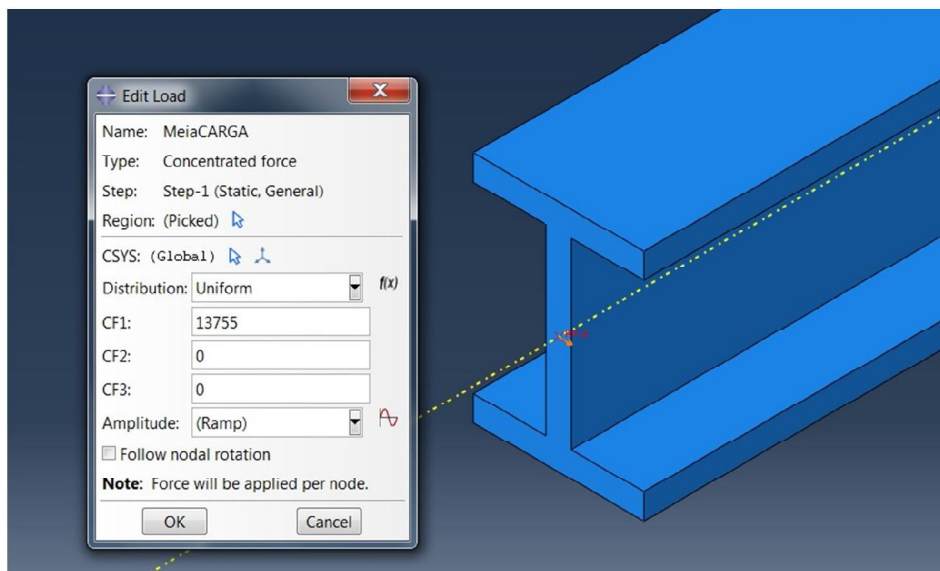 Edit Load
Name: MeiaCARGA
Type: Concentrated force
Step: Step-1 (Static, General)
Region: (Picked)
CSYS: (Global)
Distribution: Uniform f(x)
CF1: 13755
CF2: 0
CF3: 0
Amplitude: (Ramp)
Follow nodal rotation
Note: Force will be applied per node.
OK Cancel